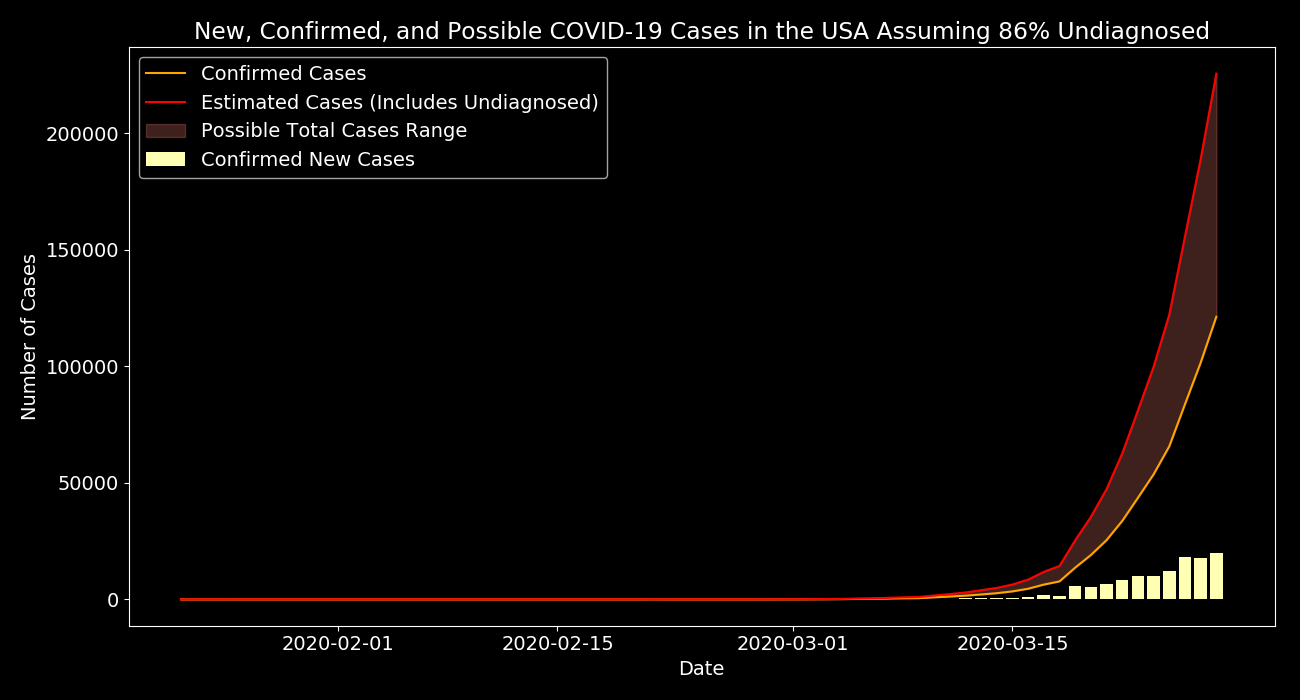 New, Confirmed, and Possible COVID-19 Cases in the USA Assuming 86% Undiagnosed
Confirmed Cases
Estimated Cases (Includes Undiagnosed)
Possible Total Cases Range
Confirmed New Cases
Number of Cases
200000
150000
100000
50000
0
2020-02-01
2020-02-15
2020-03-01
2020-03-15
Date